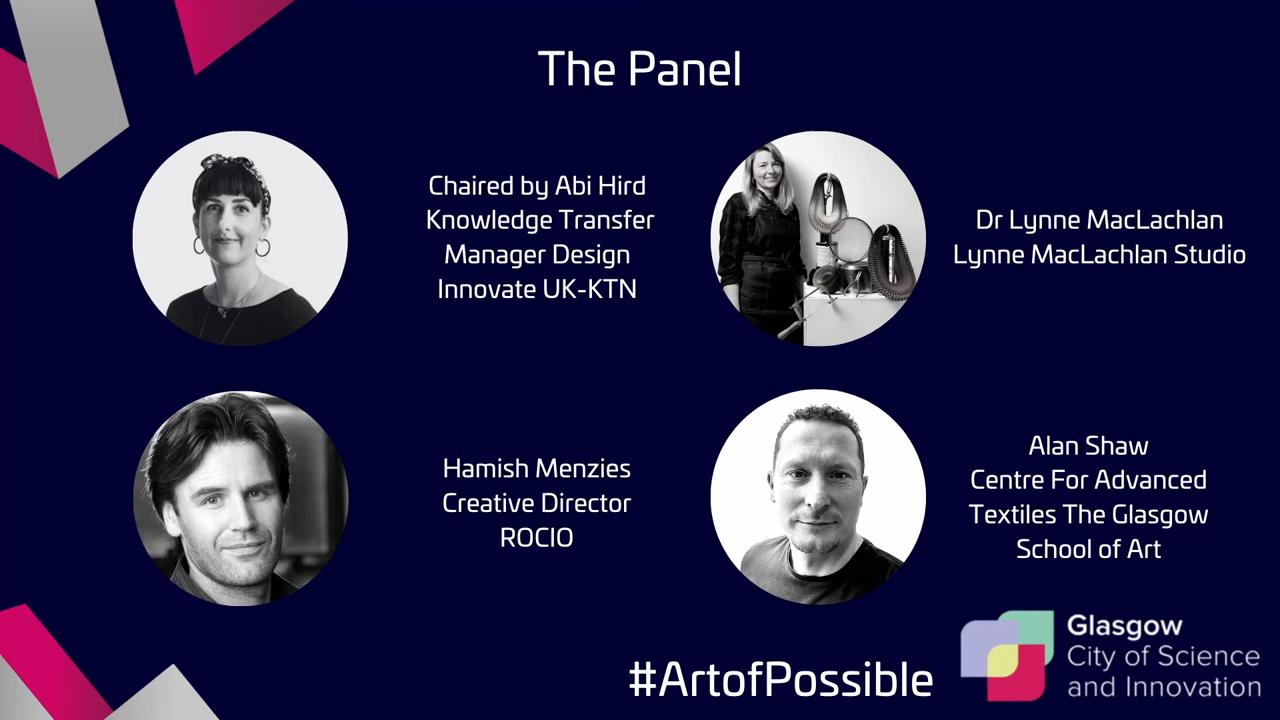 The Panel
Chaired by Abi Hird
Knowledge Transfer
Manager Design
Innovate UK-KTN
Dr Lynne MacLachlan
Lynne MacLachlan Studio
Hamish Menzies
Creative Director
ROCIO
Alan Shaw
Centre For Advanced
Textiles The Glasgow
School of Art
#ArtofPossible
Glasgow
City of Science
and Innovation